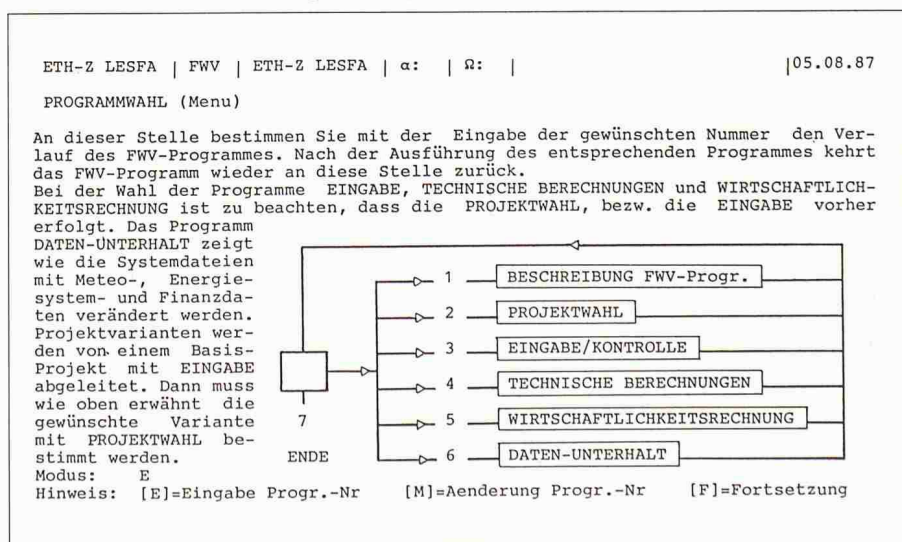 ETH-Z LESFA | FWV | ETH-Z LESFA | α: | Ω: | |05.08.87
PROGRAMMWAHL (Menu)
An dieser Stelle bestimmen Sie mit der Eingabe der gewünschten Nummer den Ver-
lauf des FWV-Programmes. Nach der Ausführung des entsprechenden Programmes kehrt
das FWV-Programm wieder an diese Stelle zurück.
Bei der Wahl der Programme EINGABE, TECHNISCHE BERECHNUNGEN und WIRTSCHAFTLICH-
KEITSRECHNUNG ist zu beachten, dass die PROJEKTWAHL, bezw. die EINGABE vorher
erfolgt. Das Programm
DATEN-UNTERHALT zeigt
wie die Systemdateien
mit Meteo-, Energie-
system- und Finanzda-
ten verändert werden.
Projektvarianten wer-
den von einem Basis-
Projekt mit EINGABE
abgeleitet. Dann muss
wie oben erwähnt die
gewünschte Variante
mit PROJEKTWAHL be-
stimmt werden.
1 BESCHREIBUNG FWV-Progr.
2 PROJEKTWAHL
3 EINGABE/KONTROLLE
4 TECHNISCHE BERECHNUNGEN
5 WIRTSCHAFTLICHKEITSRECHNUNG
6 DATEN-UNTERHALT
7
ENDE
Modus: E
Hinweis: [E]=Eingabe Progr.-Nr [M]=Aenderung Progr.-Nr [F]=Fortsetzung